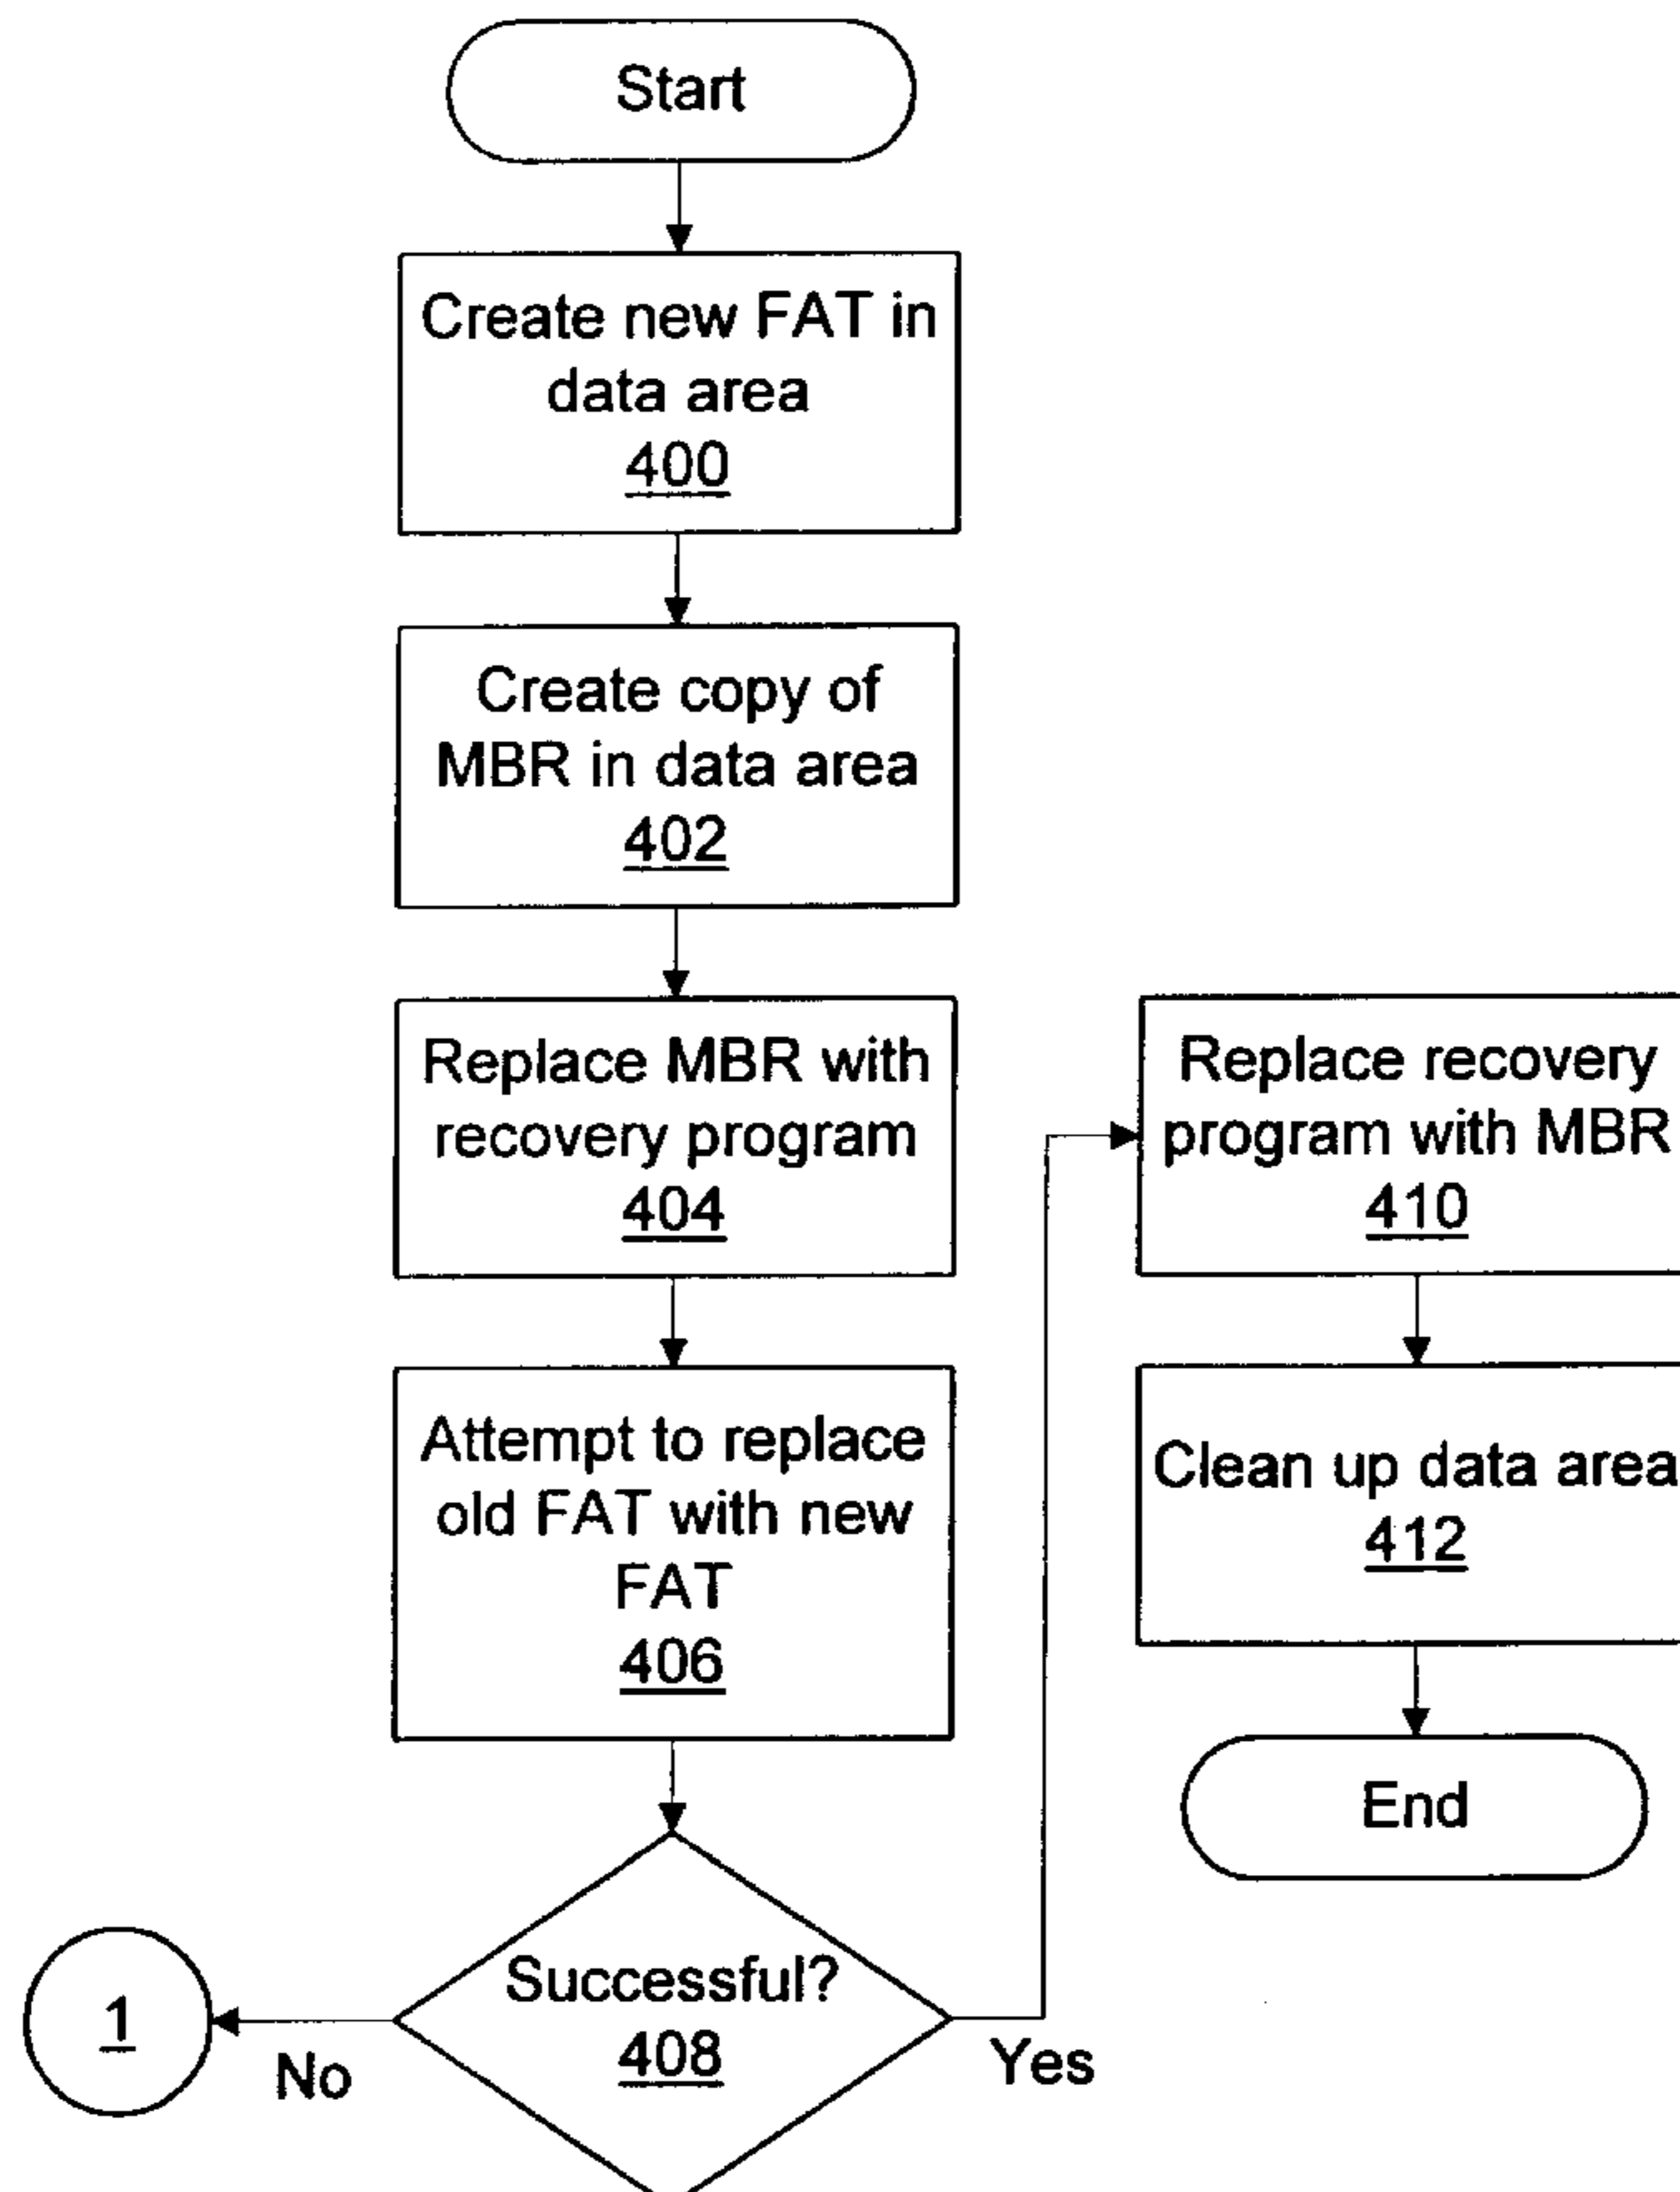 Start
Create new FAT in
data area
400
Create copy of
MBR in data area
402
Replace MBR with
recovery program
404
Attempt to replace
old FAT with new
FAT
406
Successful?
408
No
1
Yes
Replace recovery
program with MBR
410
Clean up data area
412
End